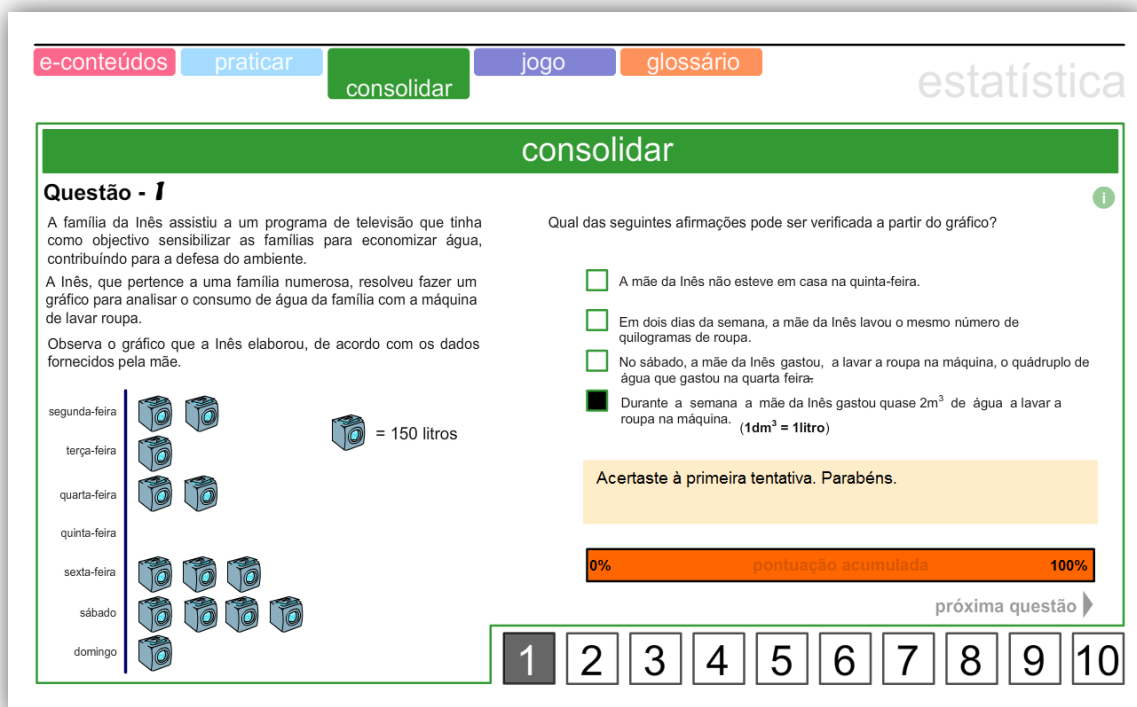 e-conteúdos
praticar
consolidar
jogo
glossário
estatística
consolidar
Questão - 1
i
A família da Inês assistiu a um programa de televisão que tinha
como objectivo sensibilizar as famílias para economizar água,
contribuíndo para a defesa do ambiente.
A Inês, que pertence a uma família numerosa, resolveu fazer um
gráfico para analisar o consumo de água da família com a máquina
de lavar roupa.
Observa o gráfico que a Inês elaborou, de acordo com os dados
fornecidos pela mãe.
segunda-feira
terça-feira
quarta-feira
quinta-feira
sexta-feira
sábado
domingo
= 150 litros
Qual das seguintes afirmações pode ser verificada a partir do gráfico?
A mãe da Inês não esteve em casa na quinta-feira.
Em dois dias da semana, a mãe da Inês lavou o mesmo número de
quilogramas de roupa.
No sábado, a mãe da Inês gastou, a lavar a roupa na máquina, o quádruplo de
água que gastou na quarta feira.
Durante a semana a mãe da Inês gastou quase 2m³ de água a lavar a
roupa na máquina. (1dm³ = 1litro)
Acertaste à primeira tentativa. Parabéns.
0% pontuação acumulada 100%
próxima questão
1 2 3 4 5 6 7 8 9 10